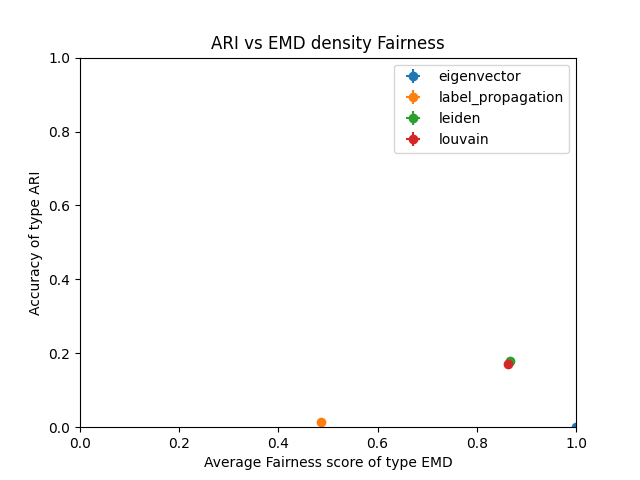 ARI vs EMD density Fairness
eigenvector
label_propagation
leiden
louvain
Accuracy of type ARI
1.0
0.8
0.6
0.4
0.2
0.0
0.0 0.2 0.4 0.6 0.8 1.0
Average Fairness score of type EMD